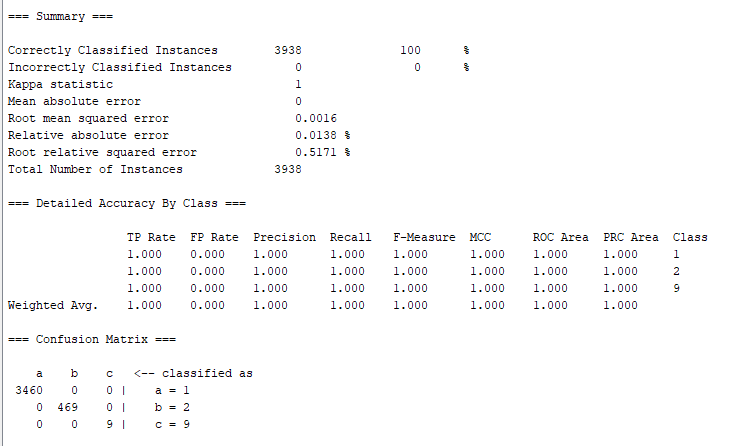 === Summary ===
Correctly Classified Instances 3938 100 %
Incorrectly Classified Instances 0 0 %
Kappa statistic 1
Mean absolute error 0
Root mean squared error 0.0016
Relative absolute error 0.0138 %
Root relative squared error 0.5171 %
Total Number of Instances 3938
=== Detailed Accuracy By Class ===
TP Rate FP Rate Precision Recall F-Measure MCC ROC Area PRC Area Class
1.000 0.000 1.000 1.000 1.000 1.000 1.000 1.000 1
1.000 0.000 1.000 1.000 1.000 1.000 1.000 1.000 2
1.000 0.000 1.000 1.000 1.000 1.000 1.000 1.000 9
Weighted Avg. 1.000 0.000 1.000 1.000 1.000 1.000 1.000 1.000
=== Confusion Matrix ===
a b c <-- classified as
3460 0 0 | a = 1
0 469 0 | b = 2
0 0 9 | c = 9